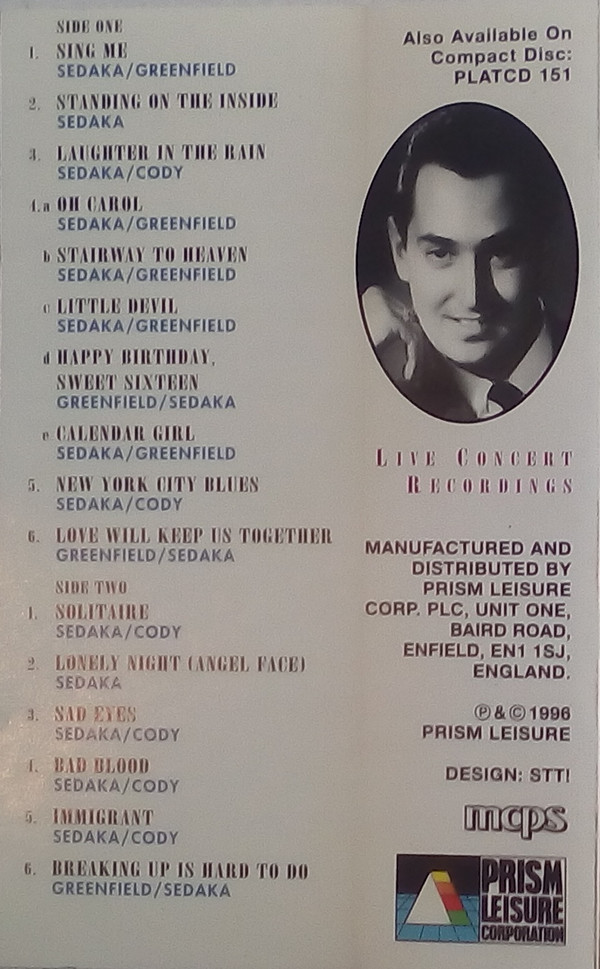 SIDE ONE
1. SING ME
SEDAKA/GREENFIELD
2. STANDING ON THE INSIDE
SEDAKA
3. LAUGHTER IN THE RAIN
SEDAKA/CODY
4.a OH CAROL
SEDAKA/GREENFIELD
b STAIRWAY TO HEAVEN
SEDAKA/GREENFIELD
c LITTLE DEVIL
SEDAKA/GREENFIELD
d HAPPY BIRTHDAY,
SWEET SIXTEEN
GREENFIELD/SEDAKA
e CALENDAR GIRL
SEDAKA/GREENFIELD
5. NEW YORK CITY BLUES
SEDAKA/CODY
6. LOVE WILL KEEP US TOGETHER
GREENFIELD/SEDAKA
SIDE TWO
1. SOLITAIRE
SEDAKA/CODY
2. LONELY NIGHT (ANGEL FACE)
SEDAKA
3. SAD EYES
SEDAKA/CODY
4. BAD BLOOD
SEDAKA/CODY
5. IMMIGRANT
SEDAKA/CODY
6. BREAKING UP IS HARD TO DO
GREENFIELD/SEDAKA
Also Available On
Compact Disc:
PLATCD 151
LIVE CONCERT
RECORDINGS
MANUFACTURED AND
DISTRIBUTED BY
PRISM LEISURE
CORP. PLC, UNIT ONE,
BAIRD ROAD,
ENFIELD, EN1 1SJ,
ENGLAND.
℗ & © 1996
PRISM LEISURE
DESIGN: STT!
mcps
PRISM
LEISURE
CORPORATION